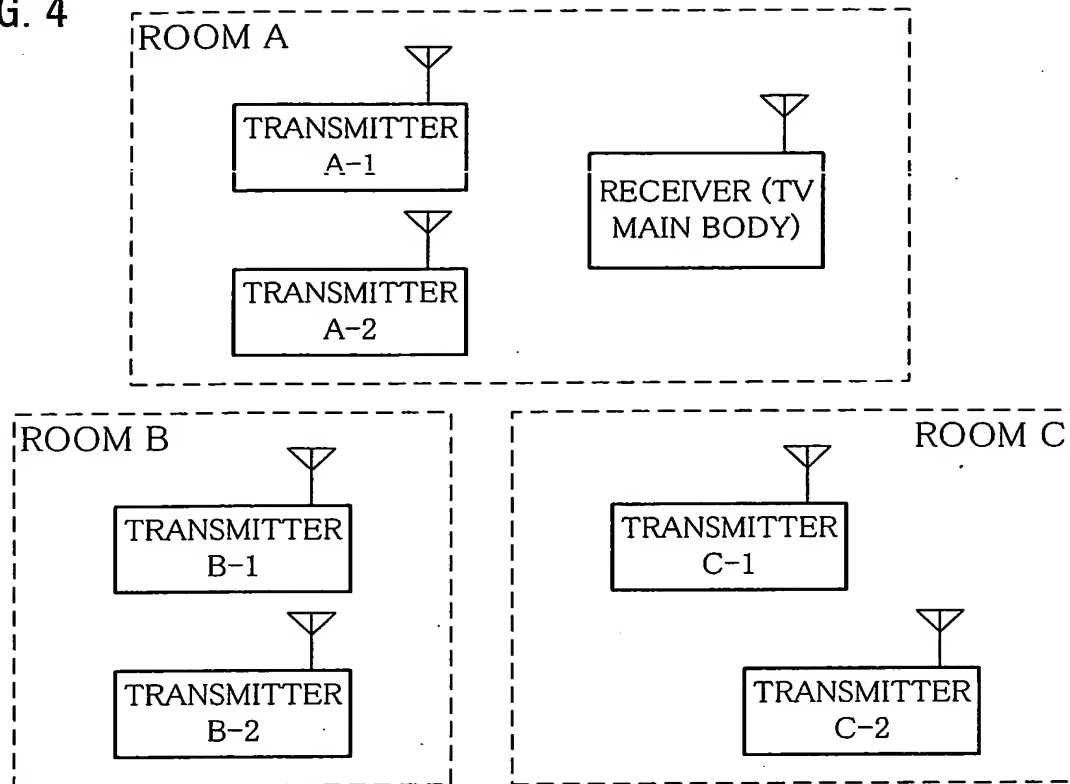 G. 4
ROOM A
TRANSMITTER
A-1
RECEIVER (TV
MAIN BODY)
TRANSMITTER
A-2
ROOM B
TRANSMITTER
B-1
TRANSMITTER
B-2
ROOM C
TRANSMITTER
C-1
TRANSMITTER
C-2